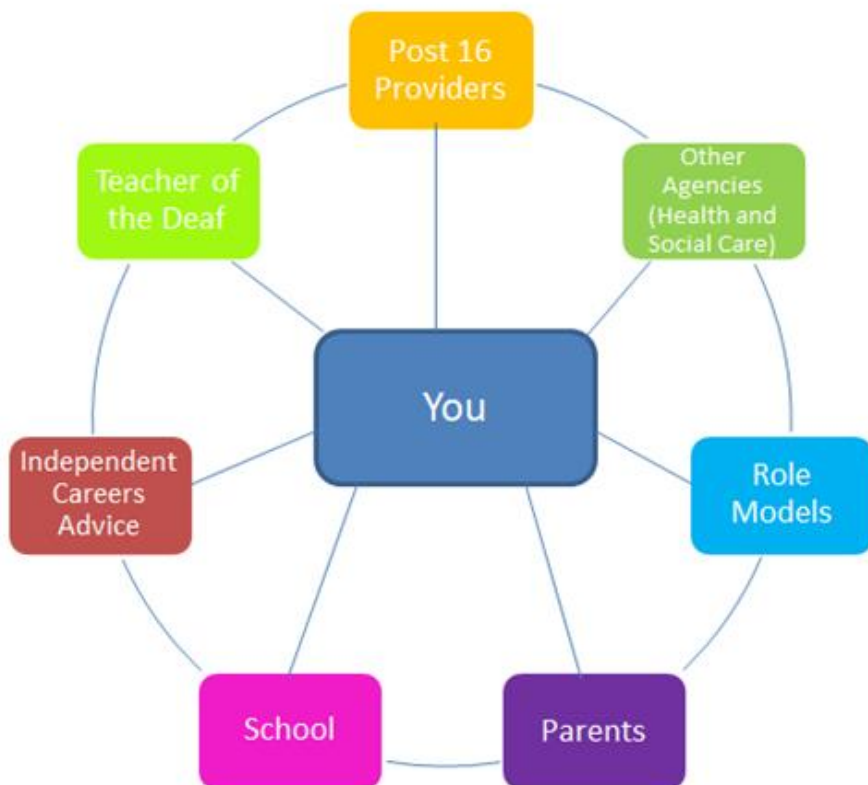 Post 16
Providers
Other
Agencies
(Health and
Social Care)
Teacher of
the Deaf
You
Independent
Careers
Advice
Role
Models
School
Parents